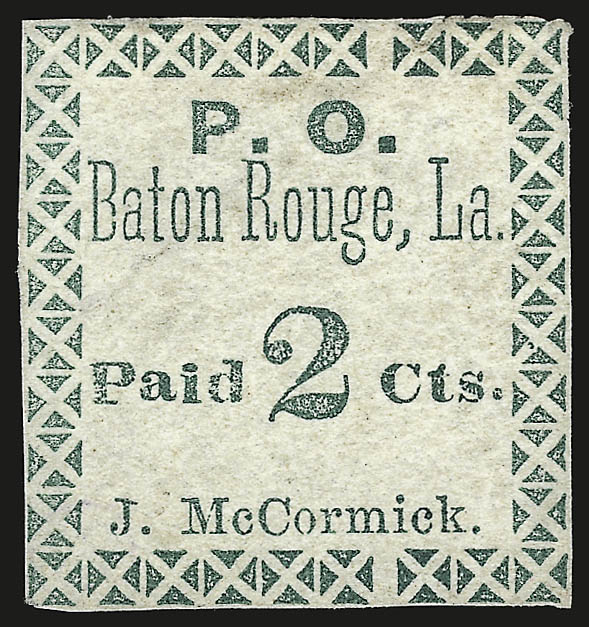 P. O.
Baton Rouge, La.
Paid 2 Cts.
J. McCormick.